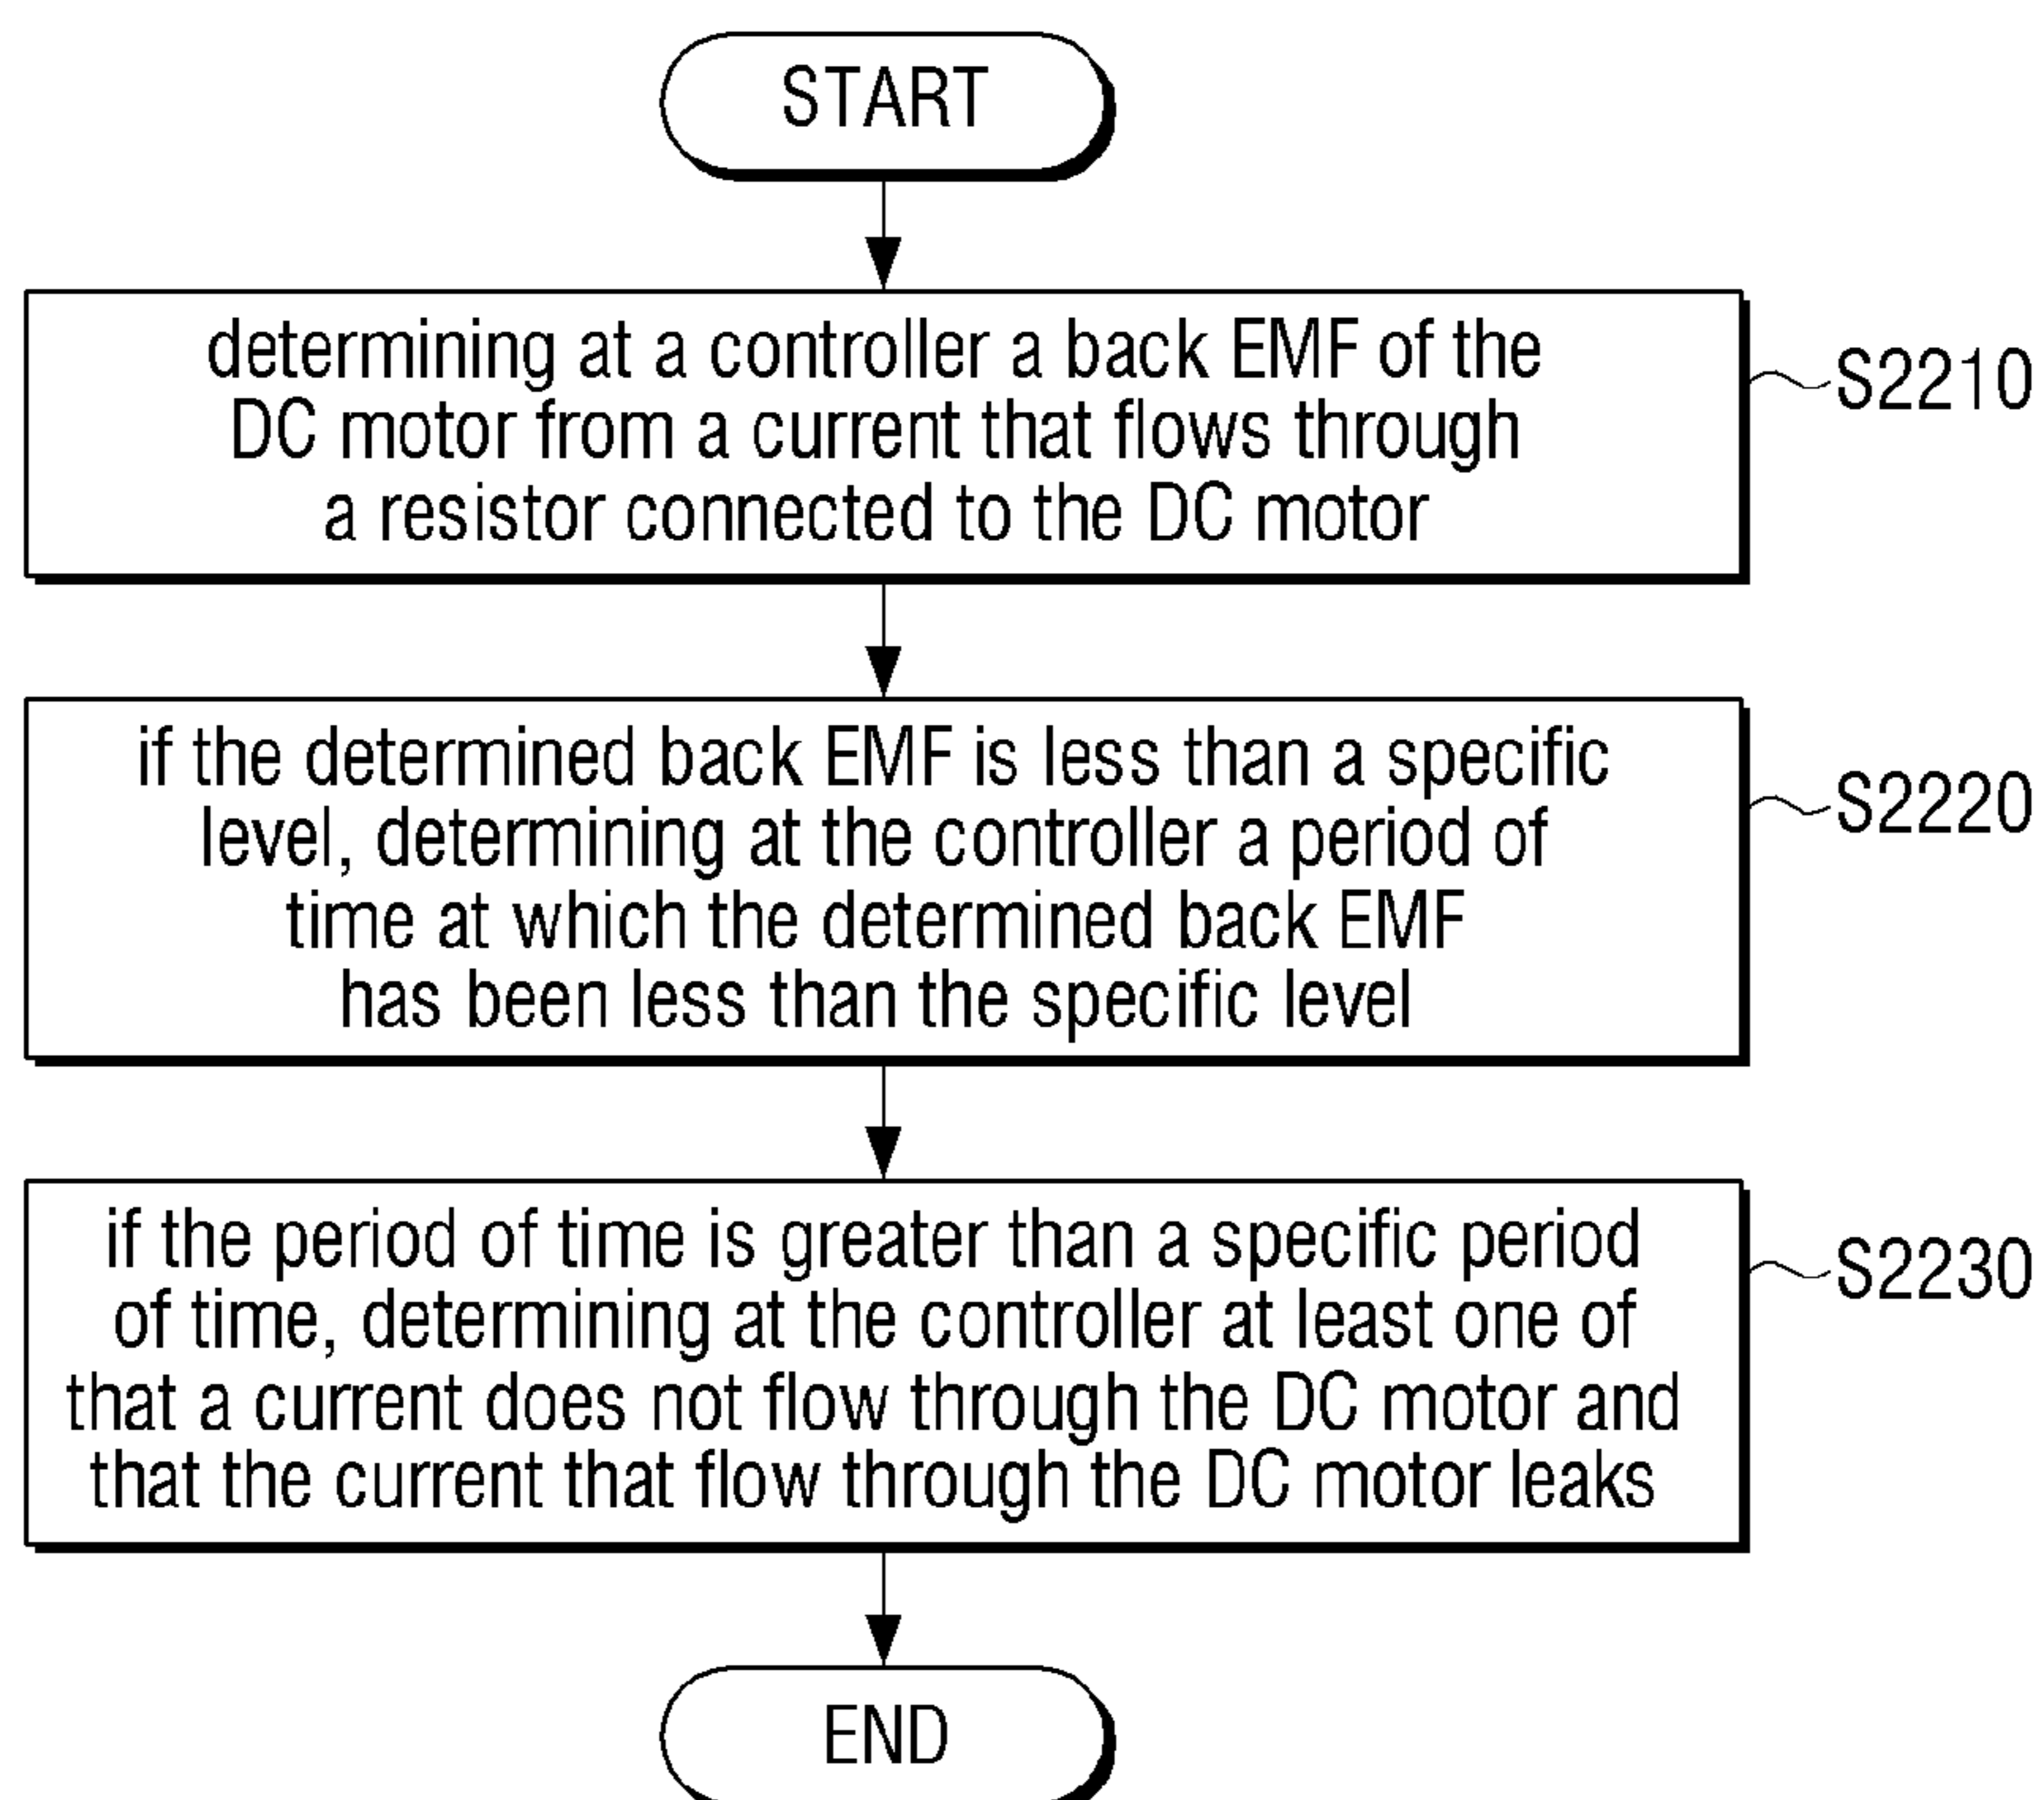 START
determining at a controller a back EMF of the
DC motor from a current that flows through
a resistor connected to the DC motor
S2210
if the determined back EMF is less than a specific
level, determining at the controller a period of
time at which the determined back EMF
has been less than the specific level
S2220
if the period of time is greater than a specific period
of time, determining at the controller at least one of
that a current does not flow through the DC motor and
that the current that flow through the DC motor leaks
S2230
END